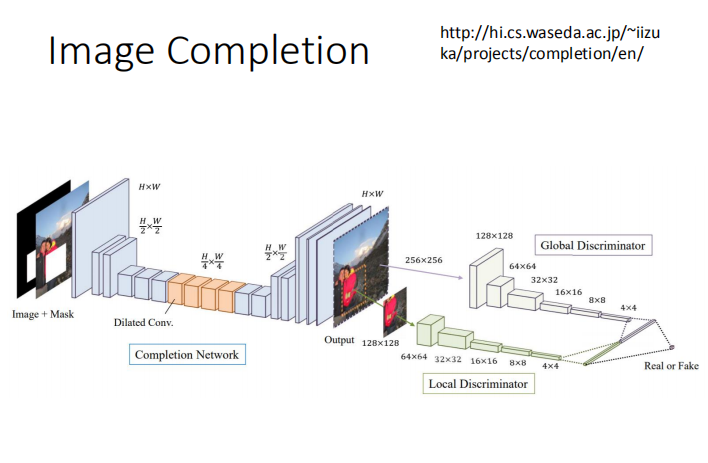 Image Completion
http://hi.cs.waseda.ac.jp/~iizu
ka/projects/completion/en/
H×W
H/2×W/2
H/4×W/4
H/2×W/2
H×W
Image + Mask
Dilated Conv.
Completion Network
Output
256×256
128×128
128×128
64×64
32×32
16×16
8×8
4×4
Global Discriminator
64×64
32×32
16×16
8×8
4×4
Local Discriminator
Real or Fake